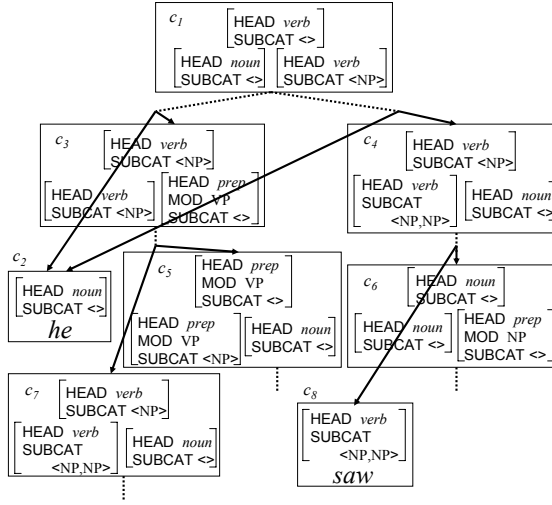 c1
HEAD verb
SUBCAT <>
HEAD noun
SUBCAT <>
HEAD verb
SUBCAT <NP>
c3
HEAD verb
SUBCAT <NP>
HEAD verb
SUBCAT <NP>
HEAD prep
MOD VP
SUBCAT <>
c4
HEAD verb
SUBCAT <NP>
HEAD verb
SUBCAT
<NP,NP>
HEAD noun
SUBCAT <>
c2
HEAD noun
SUBCAT <>
he
c5
HEAD prep
MOD VP
SUBCAT <>
HEAD prep
MOD VP
SUBCAT <NP>
HEAD noun
SUBCAT <>
c6
HEAD noun
SUBCAT <>
HEAD noun
SUBCAT <>
HEAD prep
MOD NP
SUBCAT <>
c7
HEAD verb
SUBCAT <NP>
HEAD verb
SUBCAT
<NP,NP>
HEAD noun
SUBCAT <>
c8
HEAD verb
SUBCAT
<NP,NP>
saw